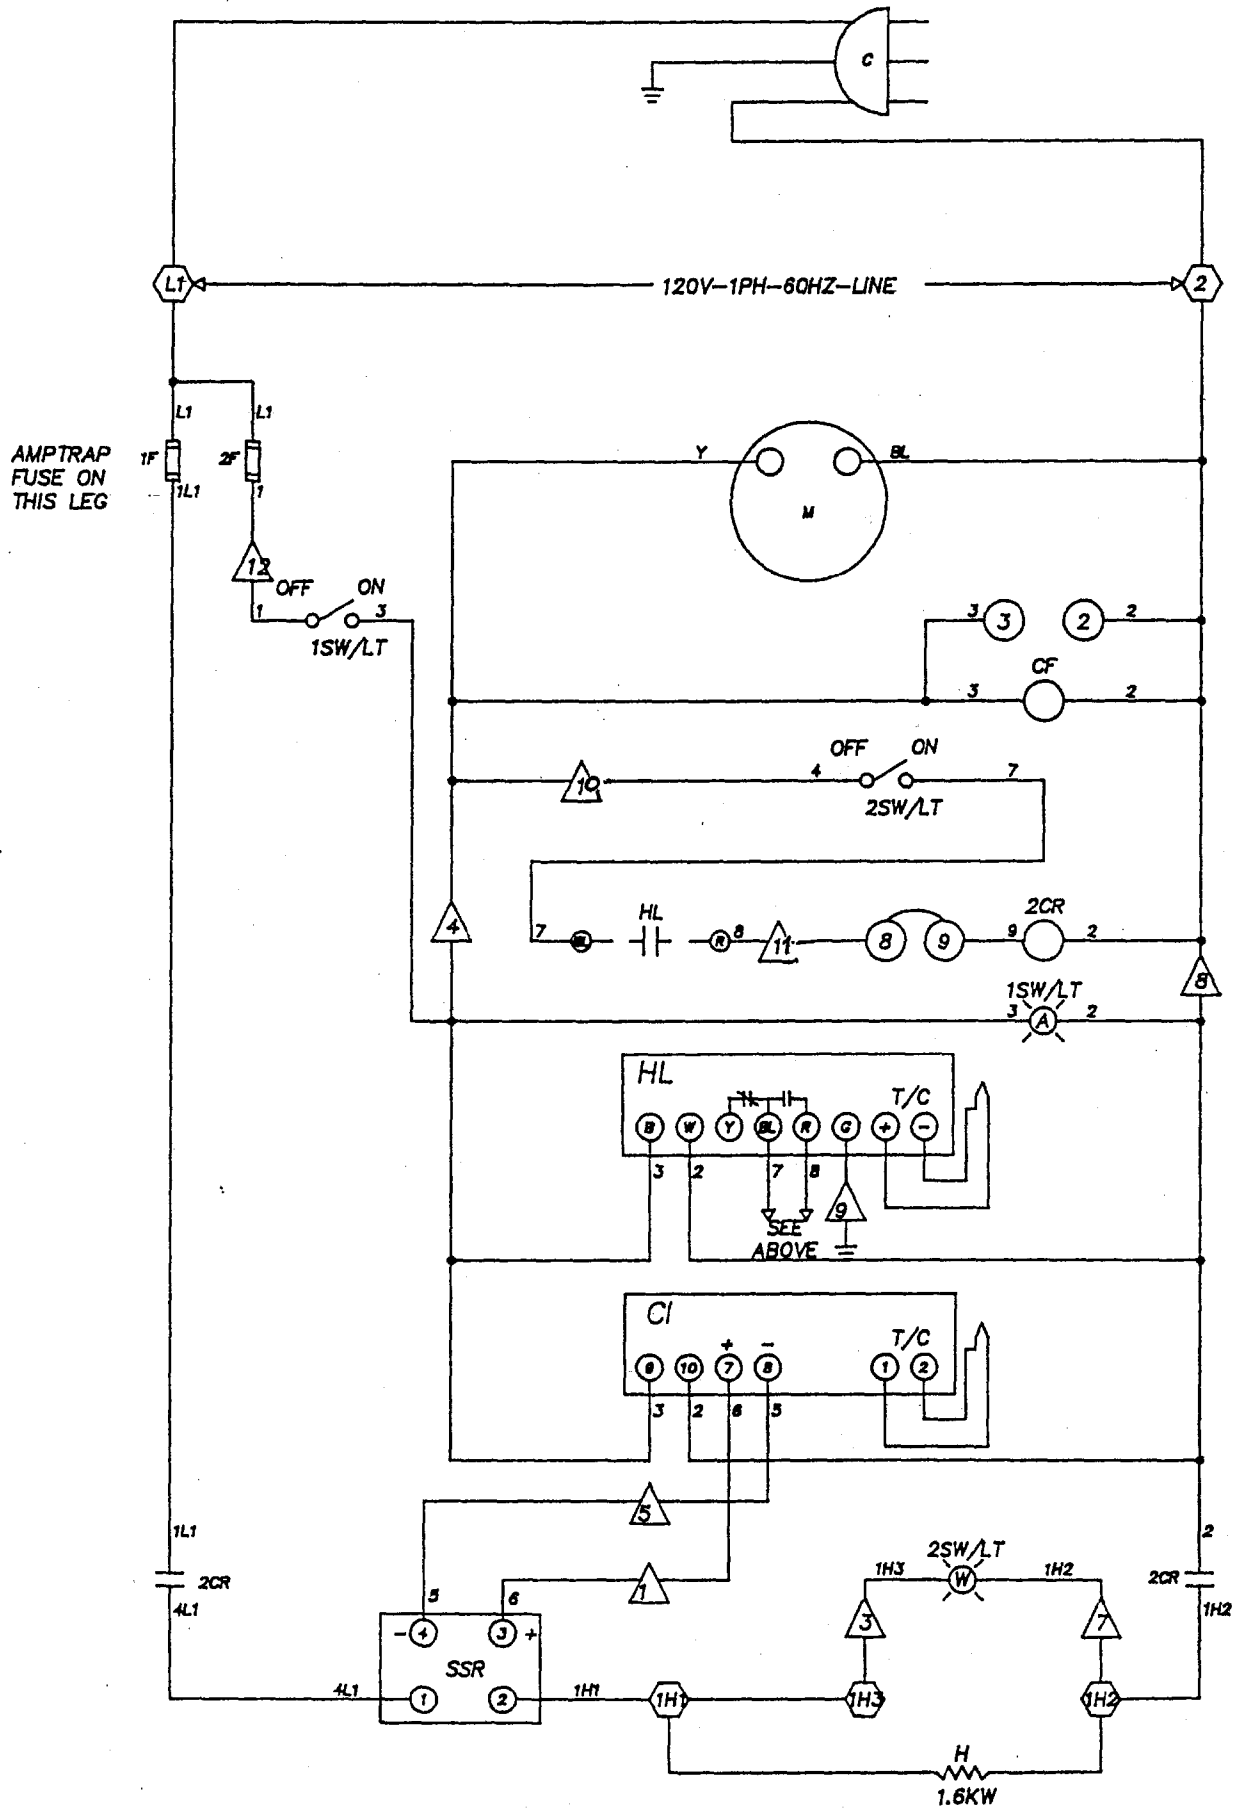 C
L1
120V-1PH-60HZ-LINE
2
L1
L1
AMPTRAP
FUSE ON
THIS LEG
1F
2F
1L1
1
Y
BL
M
12
OFF
ON
1
3
1SW/LT
3
3
2
2
CF
3
2
OFF
ON
10
4
7
2SW/LT
4
HL
2CR
7
BL
R
8
11
8
9
9
2
8
1SW/LT
3
A
2
HL
T/C
B
W
Y
BL
R
G
+
-
3
2
7
8
9
SEE
ABOVE
CI
+
-
T/C
9
10
7
8
1
2
3
2
6
5
5
1L1
2
2SW/LT
2CR
1H3
W
1H2
2CR
1
4L1
5
6
3
7
1H2
-
4
3
+
SSR
4L1
1
2
1H1
1H1
1H3
1H2
H
1.6KW